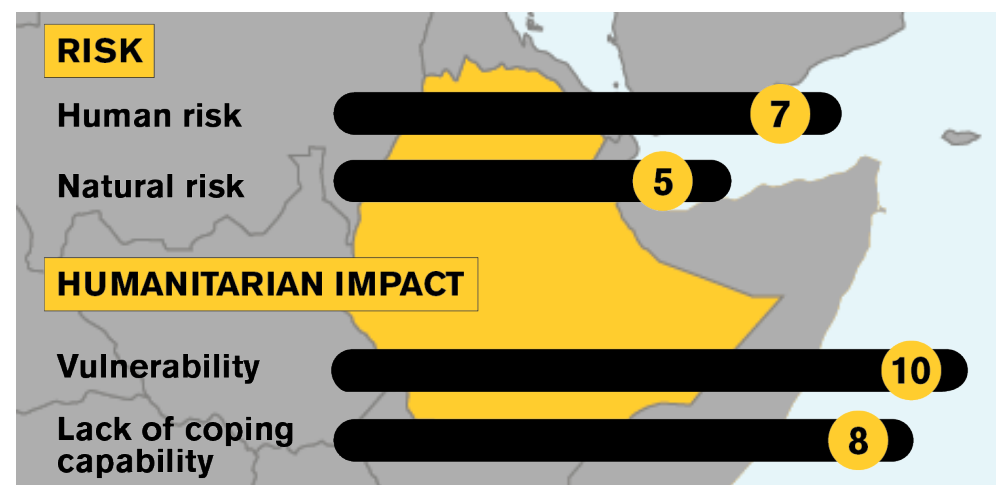 RISK
Human risk
7
Natural risk
5
HUMANITARIAN IMPACT
Vulnerability
10
Lack of coping
capability
8